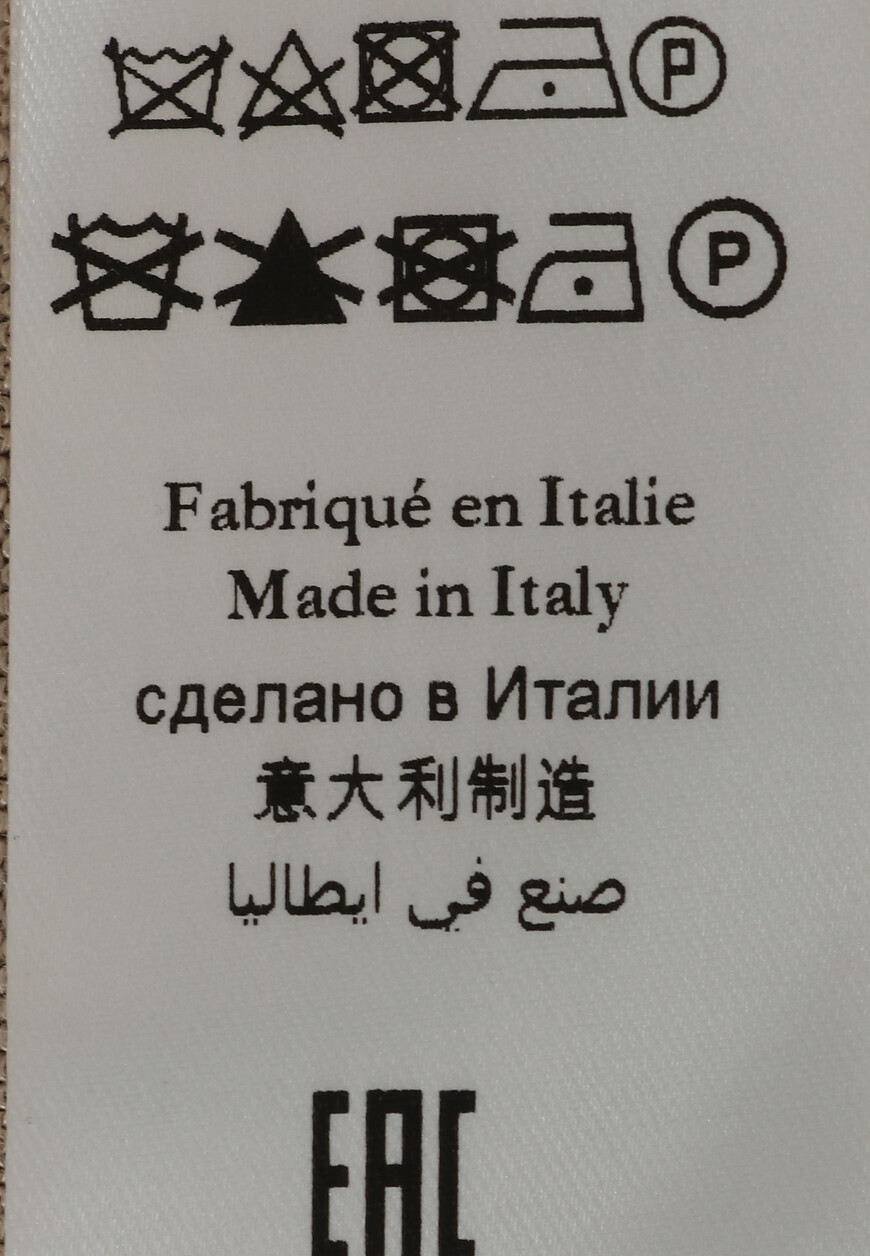 P
P
Fabriqué en Italie
Made in Italy
сделано в Италии
意大利制造
صنع في ايطاليا
EAC